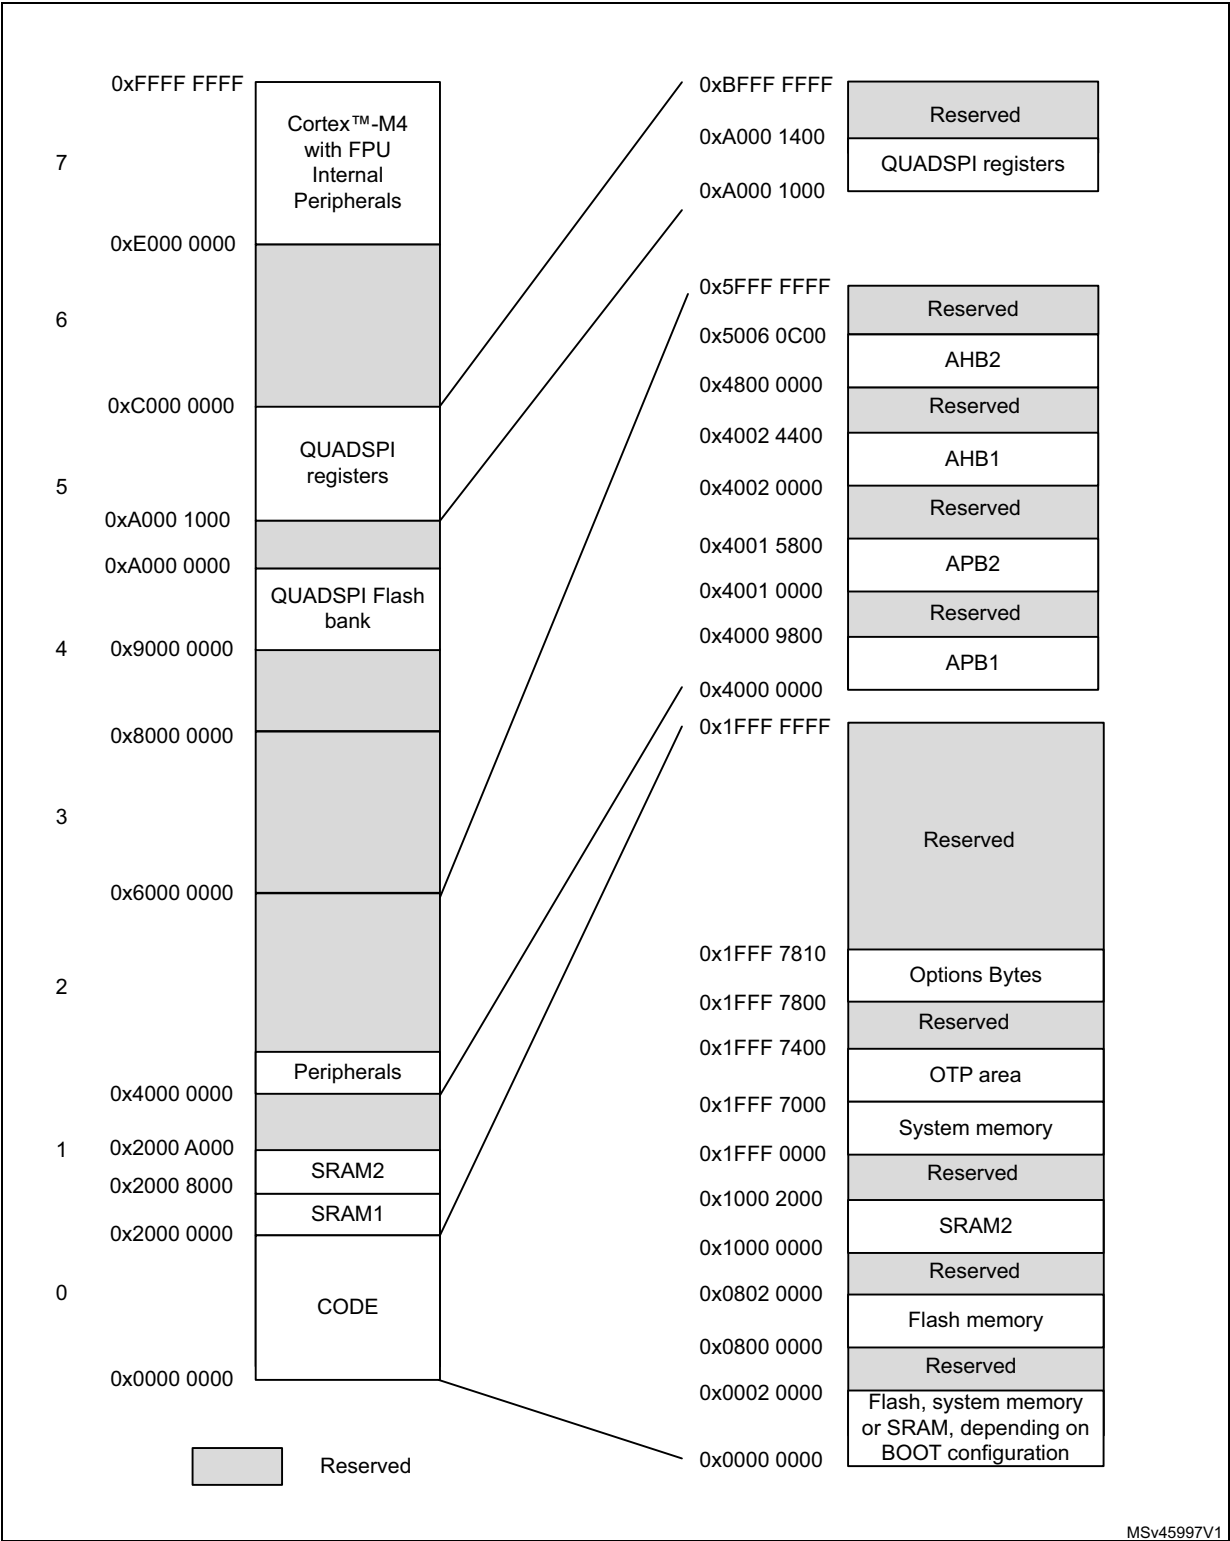 0xFFFF FFFF
Cortex™-M4
with FPU
Internal
Peripherals
7
0xE000 0000
6
0xC000 0000
QUADSPI
registers
5
0xA000 1000
0xA000 0000
QUADSPI Flash
bank
4
0x9000 0000
0x8000 0000
3
0x6000 0000
2
Peripherals
0x4000 0000
1
0x2000 A000
SRAM2
0x2000 8000
SRAM1
0x2000 0000
0
CODE
0x0000 0000
Reserved
0xBFFF FFFF
Reserved
0xA000 1400
QUADSPI registers
0xA000 1000
0x5FFF FFFF
Reserved
0x5006 0C00
AHB2
0x4800 0000
Reserved
0x4002 4400
AHB1
0x4002 0000
Reserved
0x4001 5800
APB2
0x4001 0000
Reserved
0x4000 9800
APB1
0x4000 0000
0x1FFF FFFF
Reserved
0x1FFF 7810
Options Bytes
0x1FFF 7800
Reserved
0x1FFF 7400
OTP area
0x1FFF 7000
System memory
0x1FFF 0000
Reserved
0x1000 2000
SRAM2
0x1000 0000
Reserved
0x0802 0000
Flash memory
0x0800 0000
Reserved
0x0002 0000
Flash, system memory
or SRAM, depending on
BOOT configuration
0x0000 0000
MSv45997V1